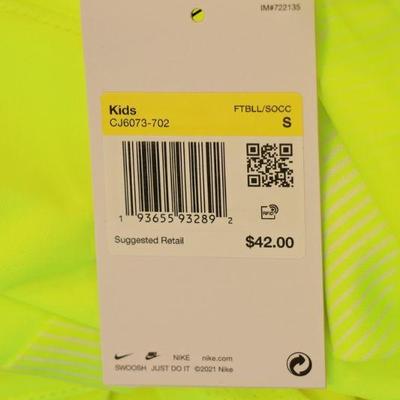 IM#722135
Kids FTBLL/SOCC
CJ6073-702 S
1 93655 93289 2
RFID
Suggested Retail $42.00
NIKE nike.com
SWOOSH JUST DO IT ©2021 Nike